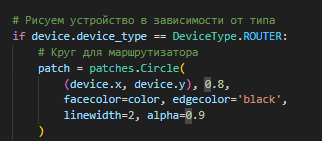 # Рисуем устройство в зависимости от типа
if device.device_type == DeviceType.ROUTER:
# Круг для маршрутизатора
patch = patches.Circle(
(device.x, device.y), 0.8,
facecolor=color, edgecolor='black',
linewidth=2, alpha=0.9
)